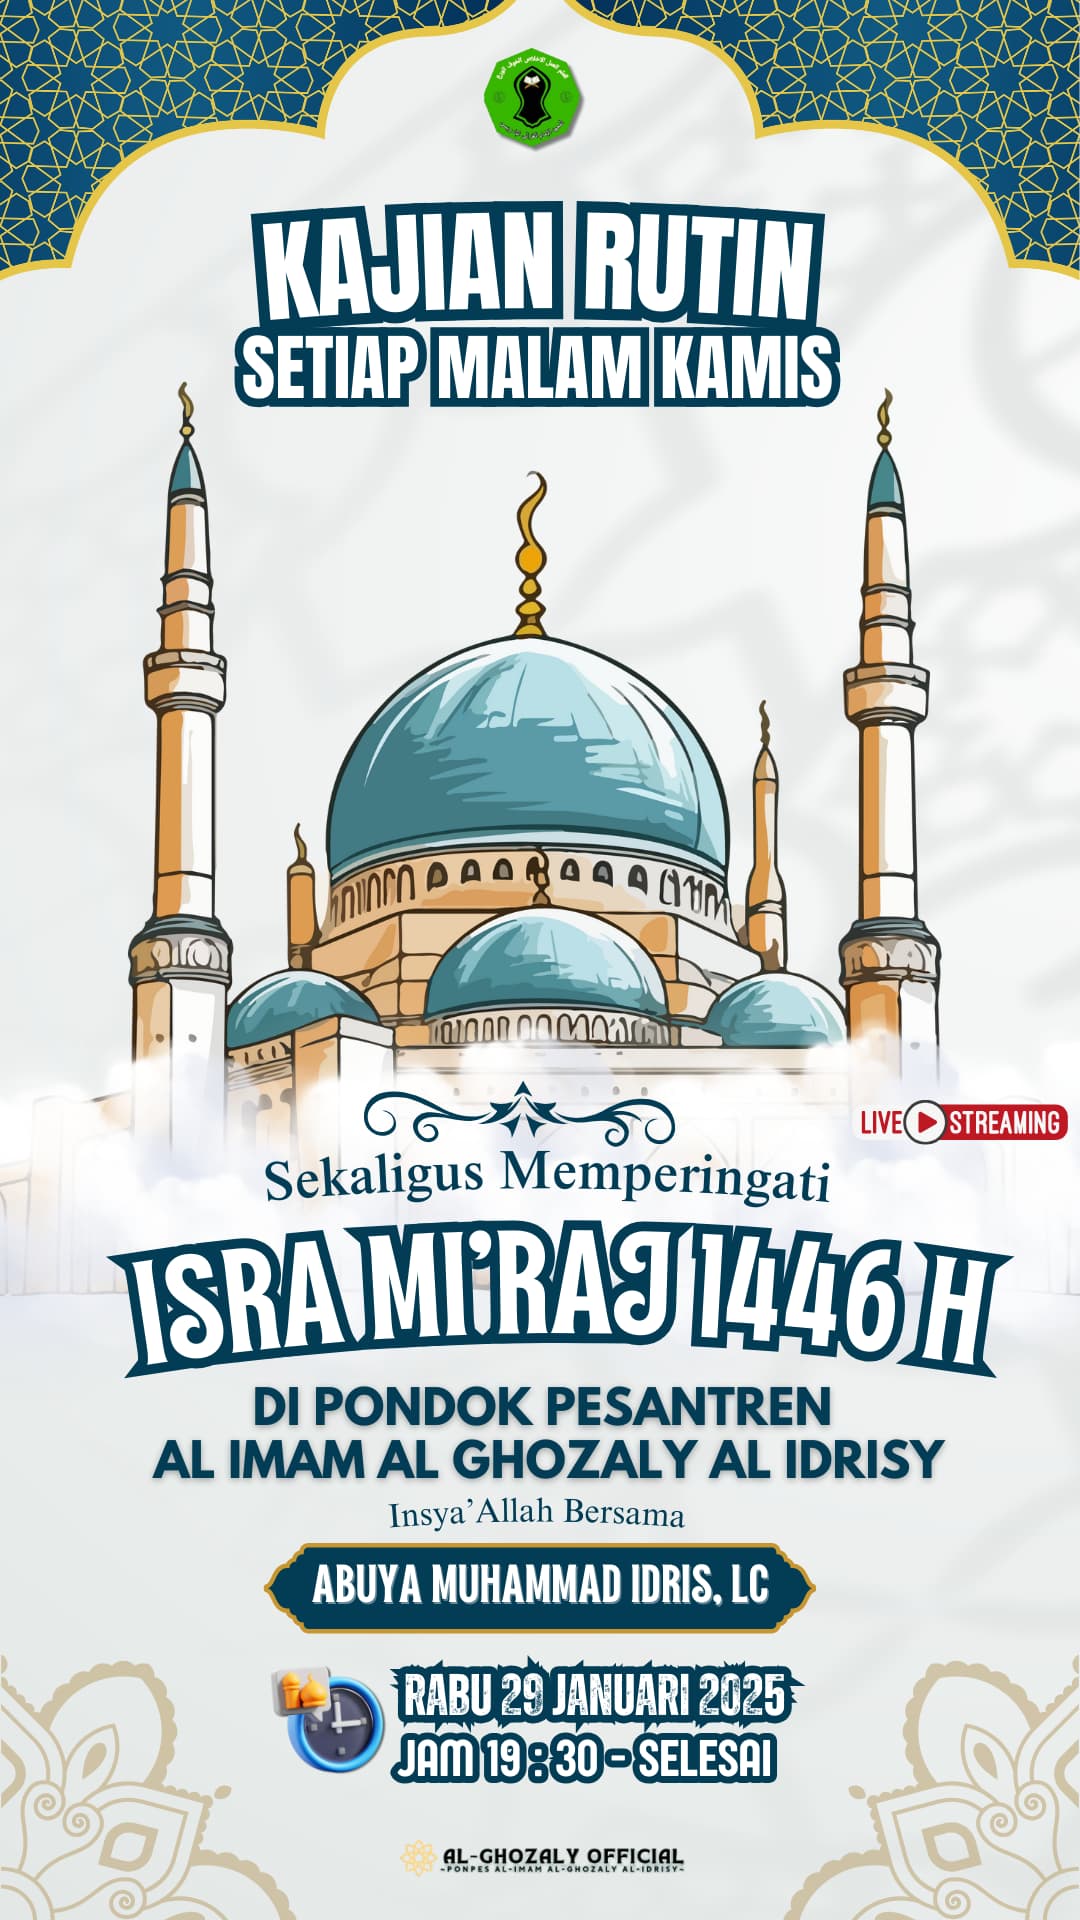 KAJIAN RUTIN
SETIAP MALAM KAMIS
LIVE STREAMING
Sekaligus Memperingati
ISRA MI'RAJ 1446 H
DI PONDOK PESANTREN
AL IMAM AL GHOZALY AL IDRISY
Insya'Allah Bersama
ABUYA MUHAMMAD IDRIS, LC
RABU 29 JANUARI 2025
JAM 19:30 - SELESAI
AL-GHOZALY OFFICIAL
~PONPES AL-IMAM AL-GHOZALY AL-IDRISY~